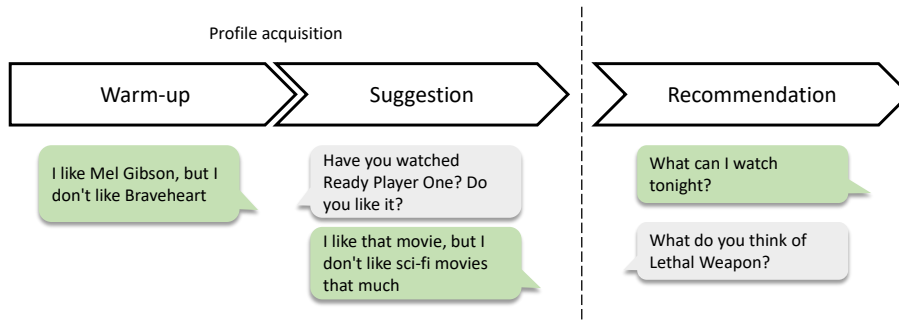 Profile acquisition
Warm-up
Suggestion
Recommendation
I like Mel Gibson, but I
don't like Braveheart
Have you watched
Ready Player One? Do
you like it?
I like that movie, but I
don't like sci-fi movies
that much
What can I watch
tonight?
What do you think of
Lethal Weapon?